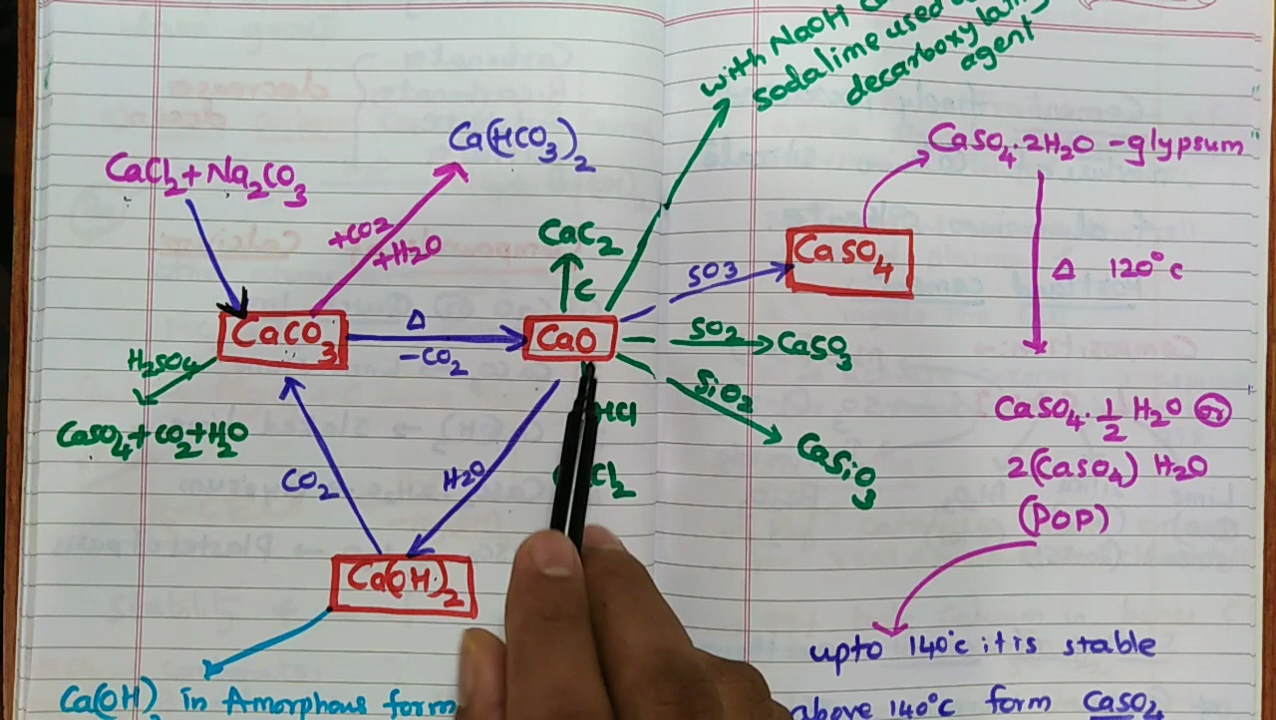 with NaOH
sodalime used
decarboxylating
agent
CaCl2 + Na2CO3
Ca(HCO3)2
+CO2
+H2O
CaC2
C
CaSO4.2H2O - glypsum
CaSO4
SO3
Δ 120°c
CaCO3
Δ
-CO2
CaO
SO2
CaSO3
H2SO4
CaSO4 + CO2 + H2O
SiO2
CaSiO3
HCl
CaSO4.1/2 H2O or
2(CaSO4) H2O
(POP)
CO2
H2O
Cl2
Ca(OH)2
upto 140°c it is stable
Ca(OH)2 in Amorphous form
above 140°c form CaSO4